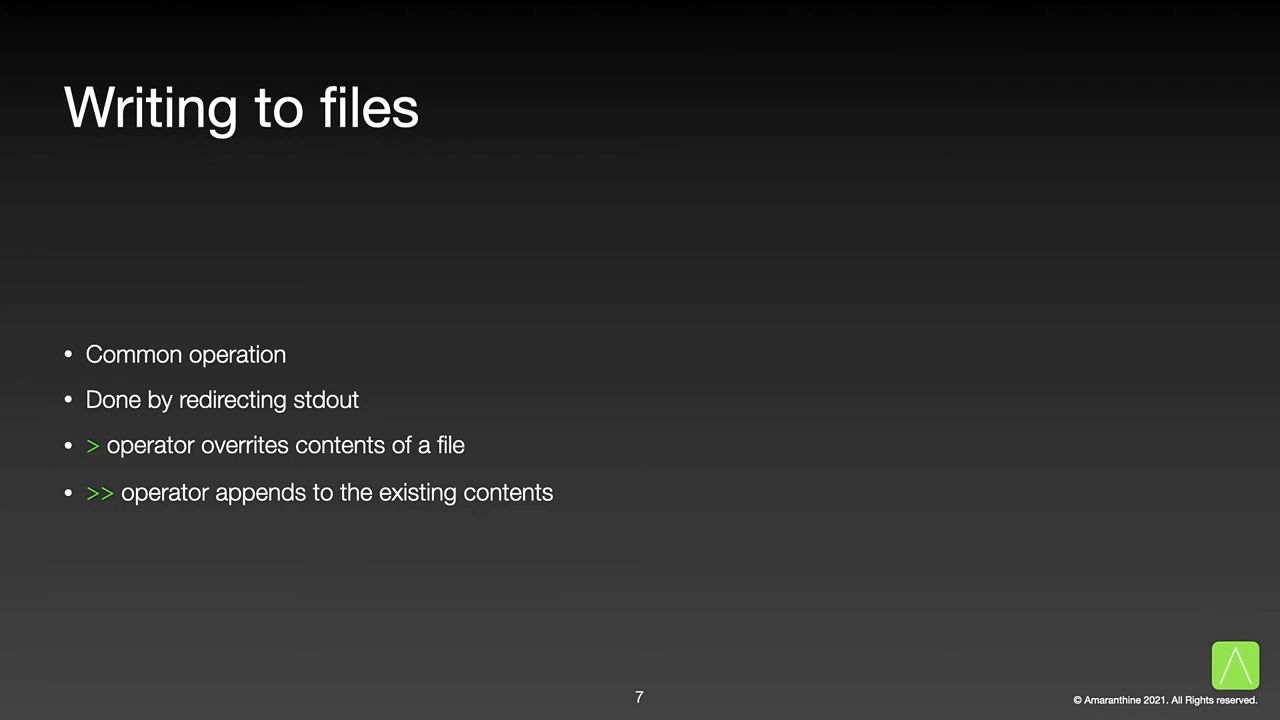 Writing to files
• Common operation
• Done by redirecting stdout
• > operator overrites contents of a file
• >> operator appends to the existing contents
7
© Amaranthine 2021. All Rights reserved.